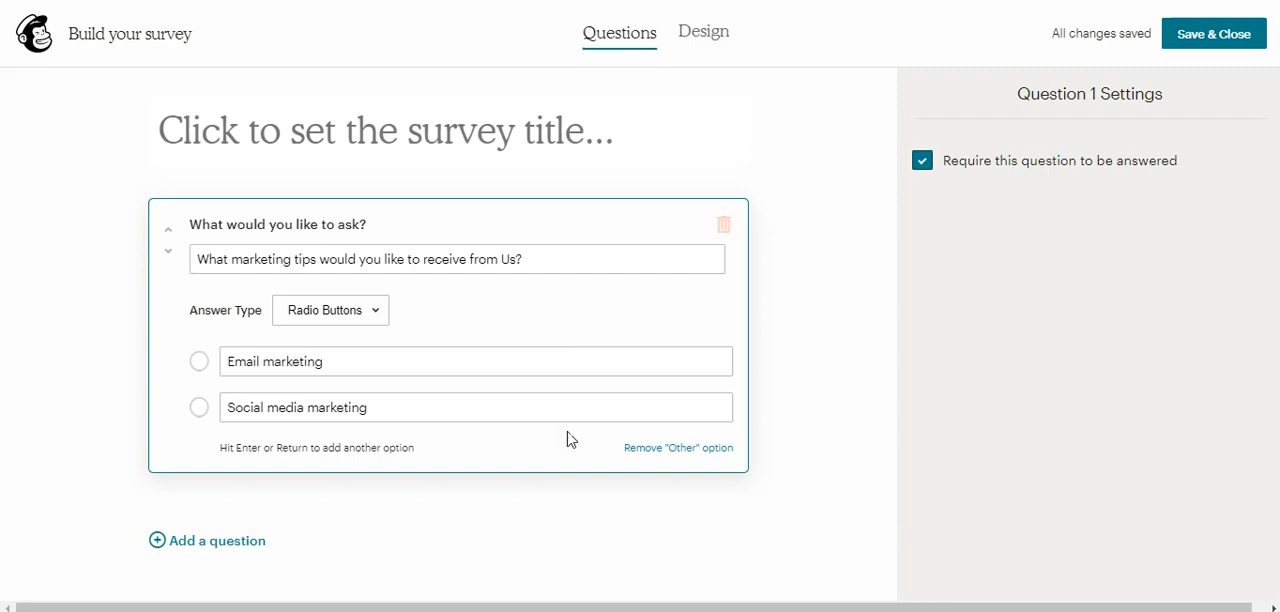 Build your survey
Questions
Design
All changes saved
Save & Close
Click to set the survey title...
Question 1 Settings
Require this question to be answered
What would you like to ask?
What marketing tips would you like to receive from Us?
Answer Type
Radio Buttons
Email marketing
Social media marketing
Hit Enter or Return to add another option
Remove "Other" option
Add a question